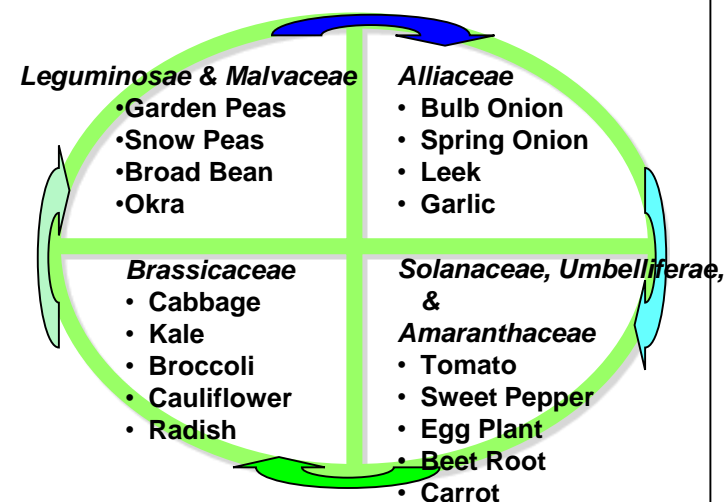 Leguminosae & Malvaceae
•Garden Peas
•Snow Peas
•Broad Bean
•Okra
Alliaceae
• Bulb Onion
• Spring Onion
• Leek
• Garlic
Brassicaceae
• Cabbage
• Kale
• Broccoli
• Cauliflower
• Radish
Solanaceae, Umbelliferae,
&
Amaranthaceae
• Tomato
• Sweet Pepper
• Egg Plant
• Beet Root
• Carrot